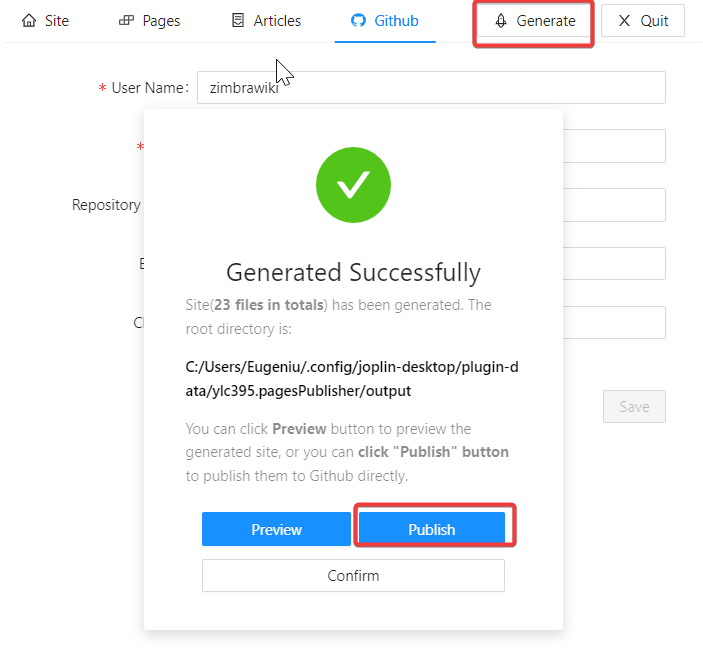 Site Pages Articles Github Generate Quit
* User Name: zimbrawiki
*
Repository
Generated Successfully
Site(23 files in totals) has been generated. The
root directory is:
C:/Users/Eugeniu/.config/joplin-desktop/plugin-d
ata/ylc395.pagesPublisher/output
Save
You can click Preview button to preview the
generated site, or you can click "Publish" button
to publish them to Github directly.
Preview Publish
Confirm